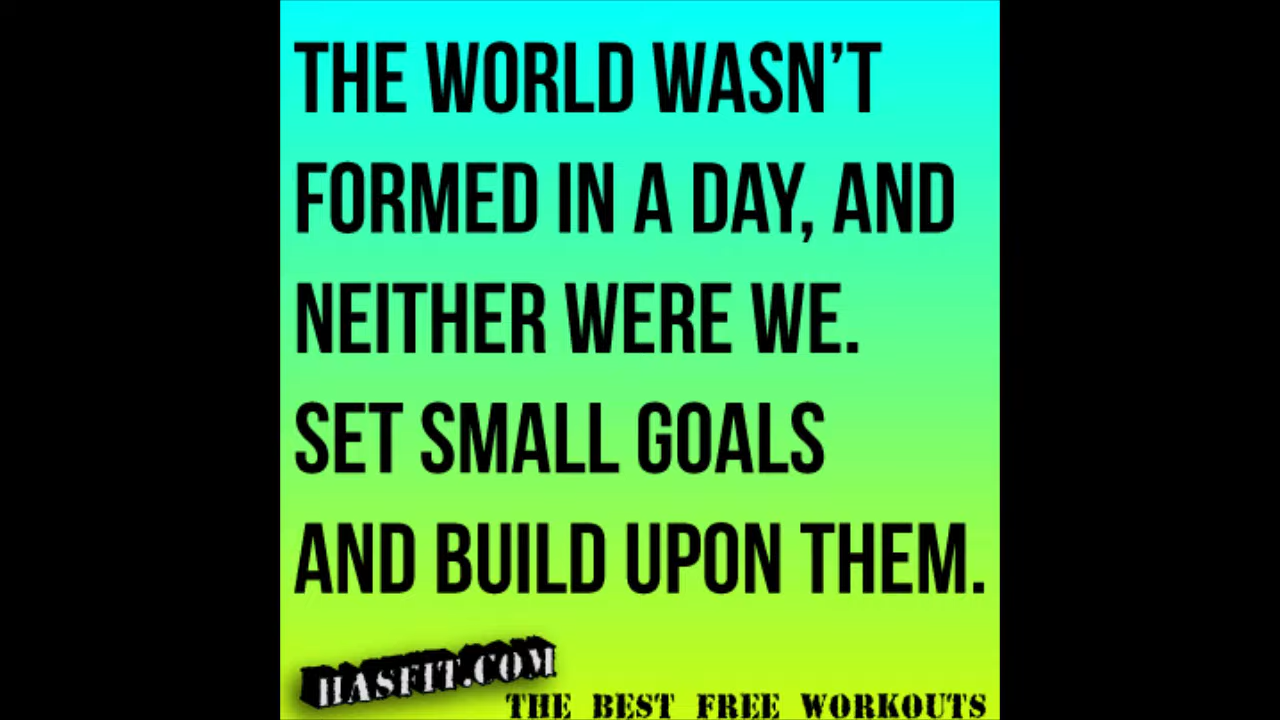 THE WORLD WASN'T
FORMED IN A DAY, AND
NEITHER WERE WE.
SET SMALL GOALS
AND BUILD UPON THEM.
HASFIT.COM
THE BEST FREE WORKOUTS